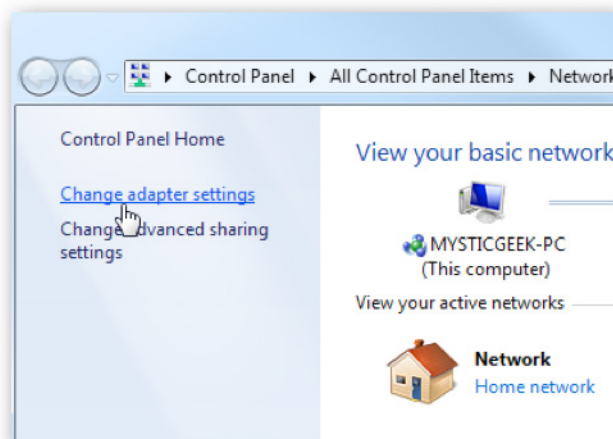 Control Panel ▸ All Control Panel Items ▸ Network
Control Panel Home
Change adapter settings
Change advanced sharing
settings
View your basic network
MYSTICGEEK-PC
(This computer)
View your active networks
Network
Home network